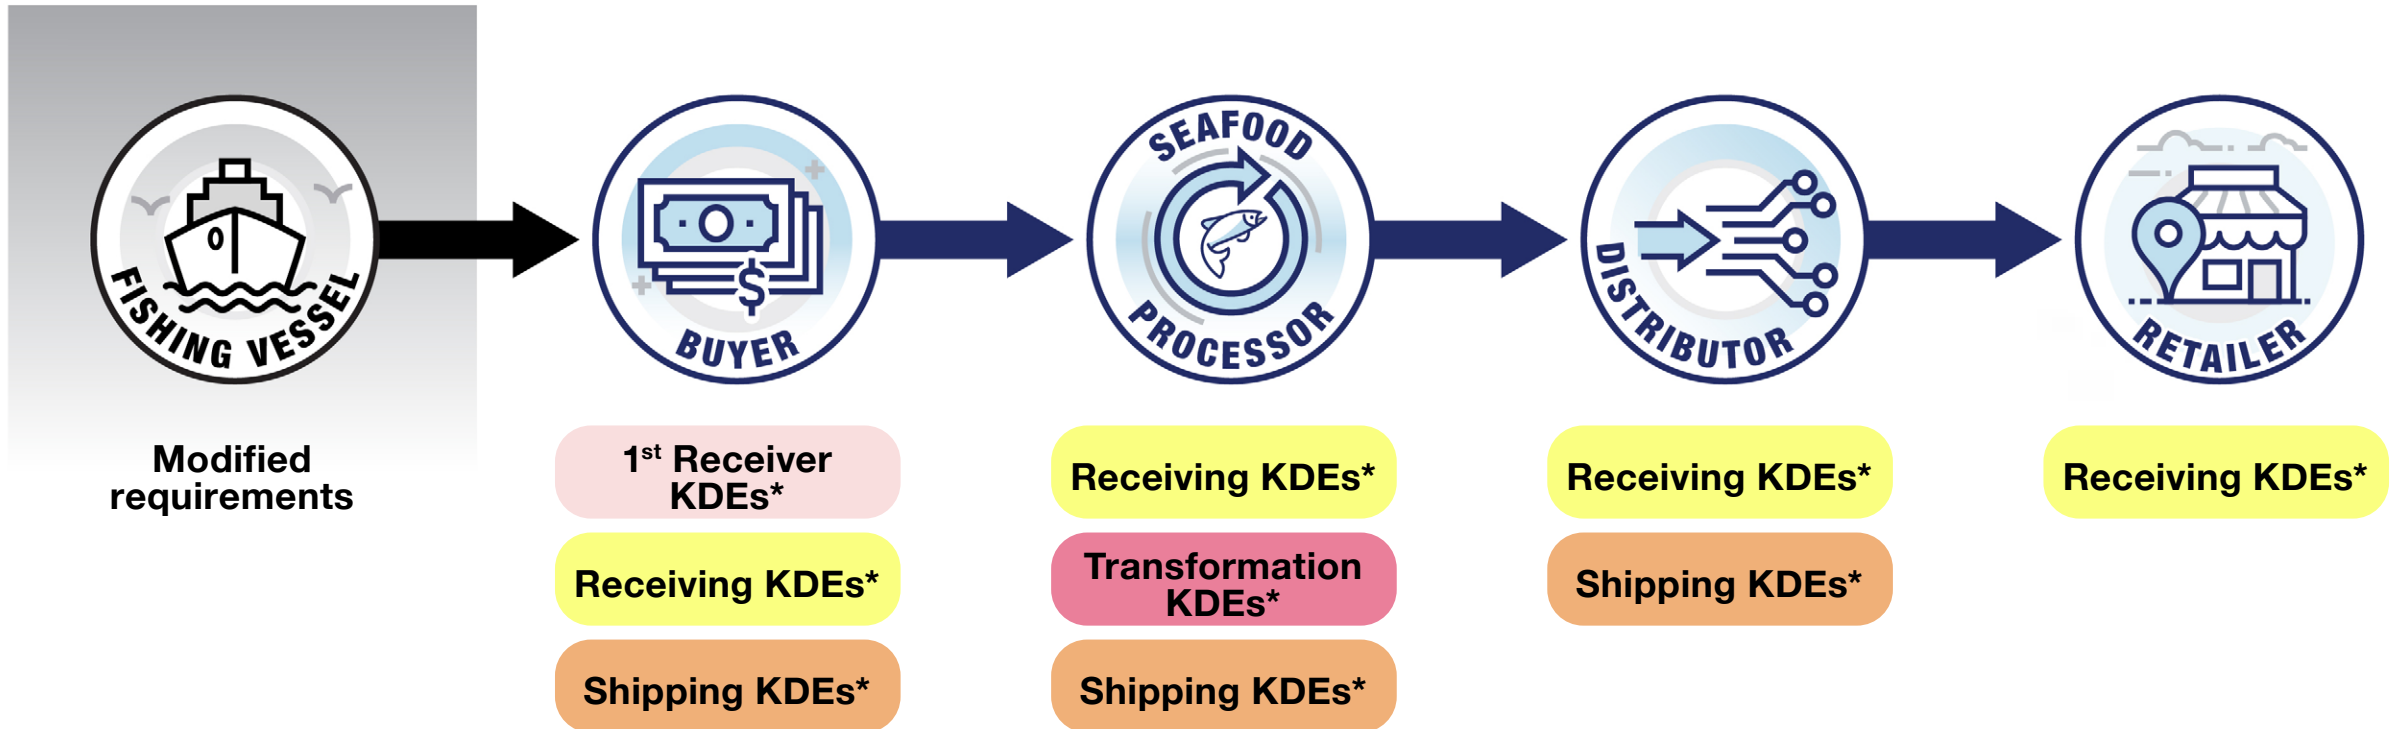 FISHING VESSEL
BUYER
SEAFOOD
PROCESSOR
DISTRIBUTOR
RETAILER
$
Modified
requirements
1st Receiver
KDEs*
Receiving KDEs*
Shipping KDEs*
Receiving KDEs*
Transformation
KDEs*
Shipping KDEs*
Receiving KDEs*
Shipping KDEs*
Receiving KDEs*